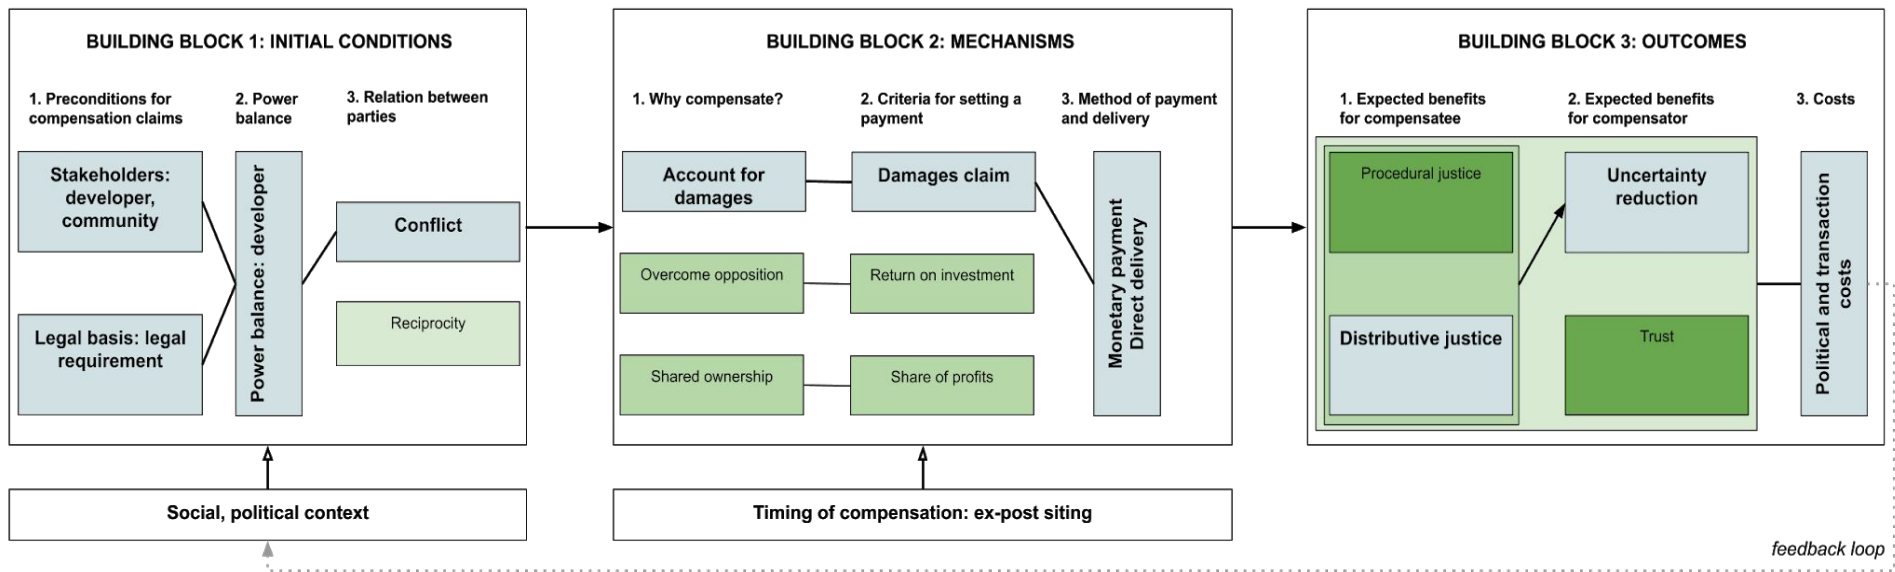 BUILDING BLOCK 1: INITIAL CONDITIONS
1. Preconditions for
compensation claims
2. Power
balance
3. Relation between
parties
Stakeholders:
developer,
community
Legal basis: legal
requirement
Power balance: developer
Conflict
Reciprocity
Social, political context
BUILDING BLOCK 2: MECHANISMS
1. Why compensate?
2. Criteria for setting a
payment
3. Method of payment
and delivery
Account for
damages
Damages claim
Overcome opposition
Return on investment
Shared ownership
Share of profits
Monetary payment
Direct delivery
Timing of compensation: ex-post siting
BUILDING BLOCK 3: OUTCOMES
1. Expected benefits
for compensatee
2. Expected benefits
for compensator
3. Costs
Procedural justice
Uncertainty
reduction
Distributive justice
Trust
Political and transaction
costs
feedback loop